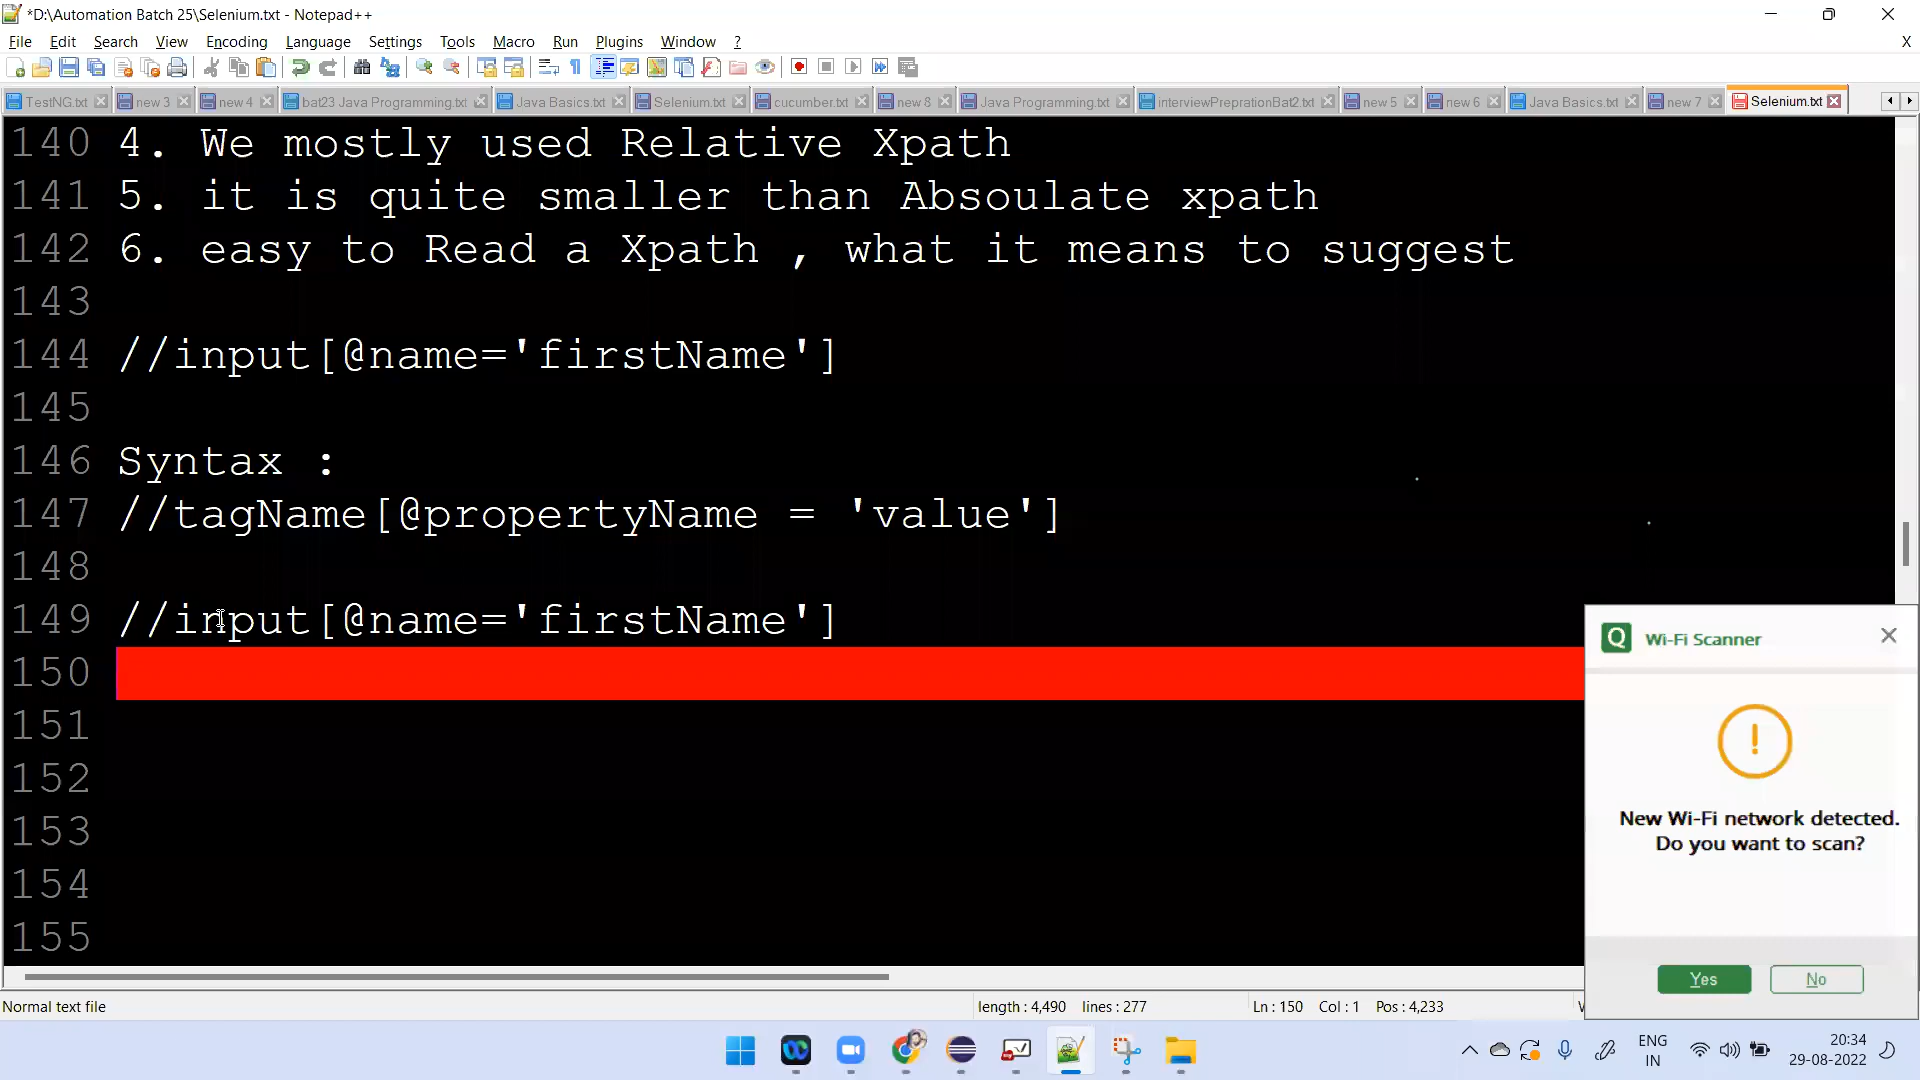 *D:\Automation Batch 25\Selenium.txt - Notepad++
File Edit Search View Encoding Language Settings Tools Macro Run Plugins Window ? X
TestNG.txt new 3 new 4 bat23 Java Programming.txt Java Basics.txt Selenium.txt cucumber.txt new 8 Java Programming.txt interviewPreprationBat2.txt new 5 new 6 Java Basics.txt new 7 Selenium.txt
140 4. We mostly used Relative Xpath
141 5. it is quite smaller than Absoulate xpath
142 6. easy to Read a Xpath , what it means to suggest
143
144 //input[@name='firstName']
145
146 Syntax :
147 //tagName[@propertyName = 'value']
148
149 //input[@name='firstName']
150
151
152
153
154
155
Q Wi-Fi Scanner
!
New Wi-Fi network detected.
Do you want to scan?
Yes No
Normal text file length : 4,490 lines : 277 Ln : 150 Col : 1 Pos : 4,233
ENG
IN
20:34
29-08-2022